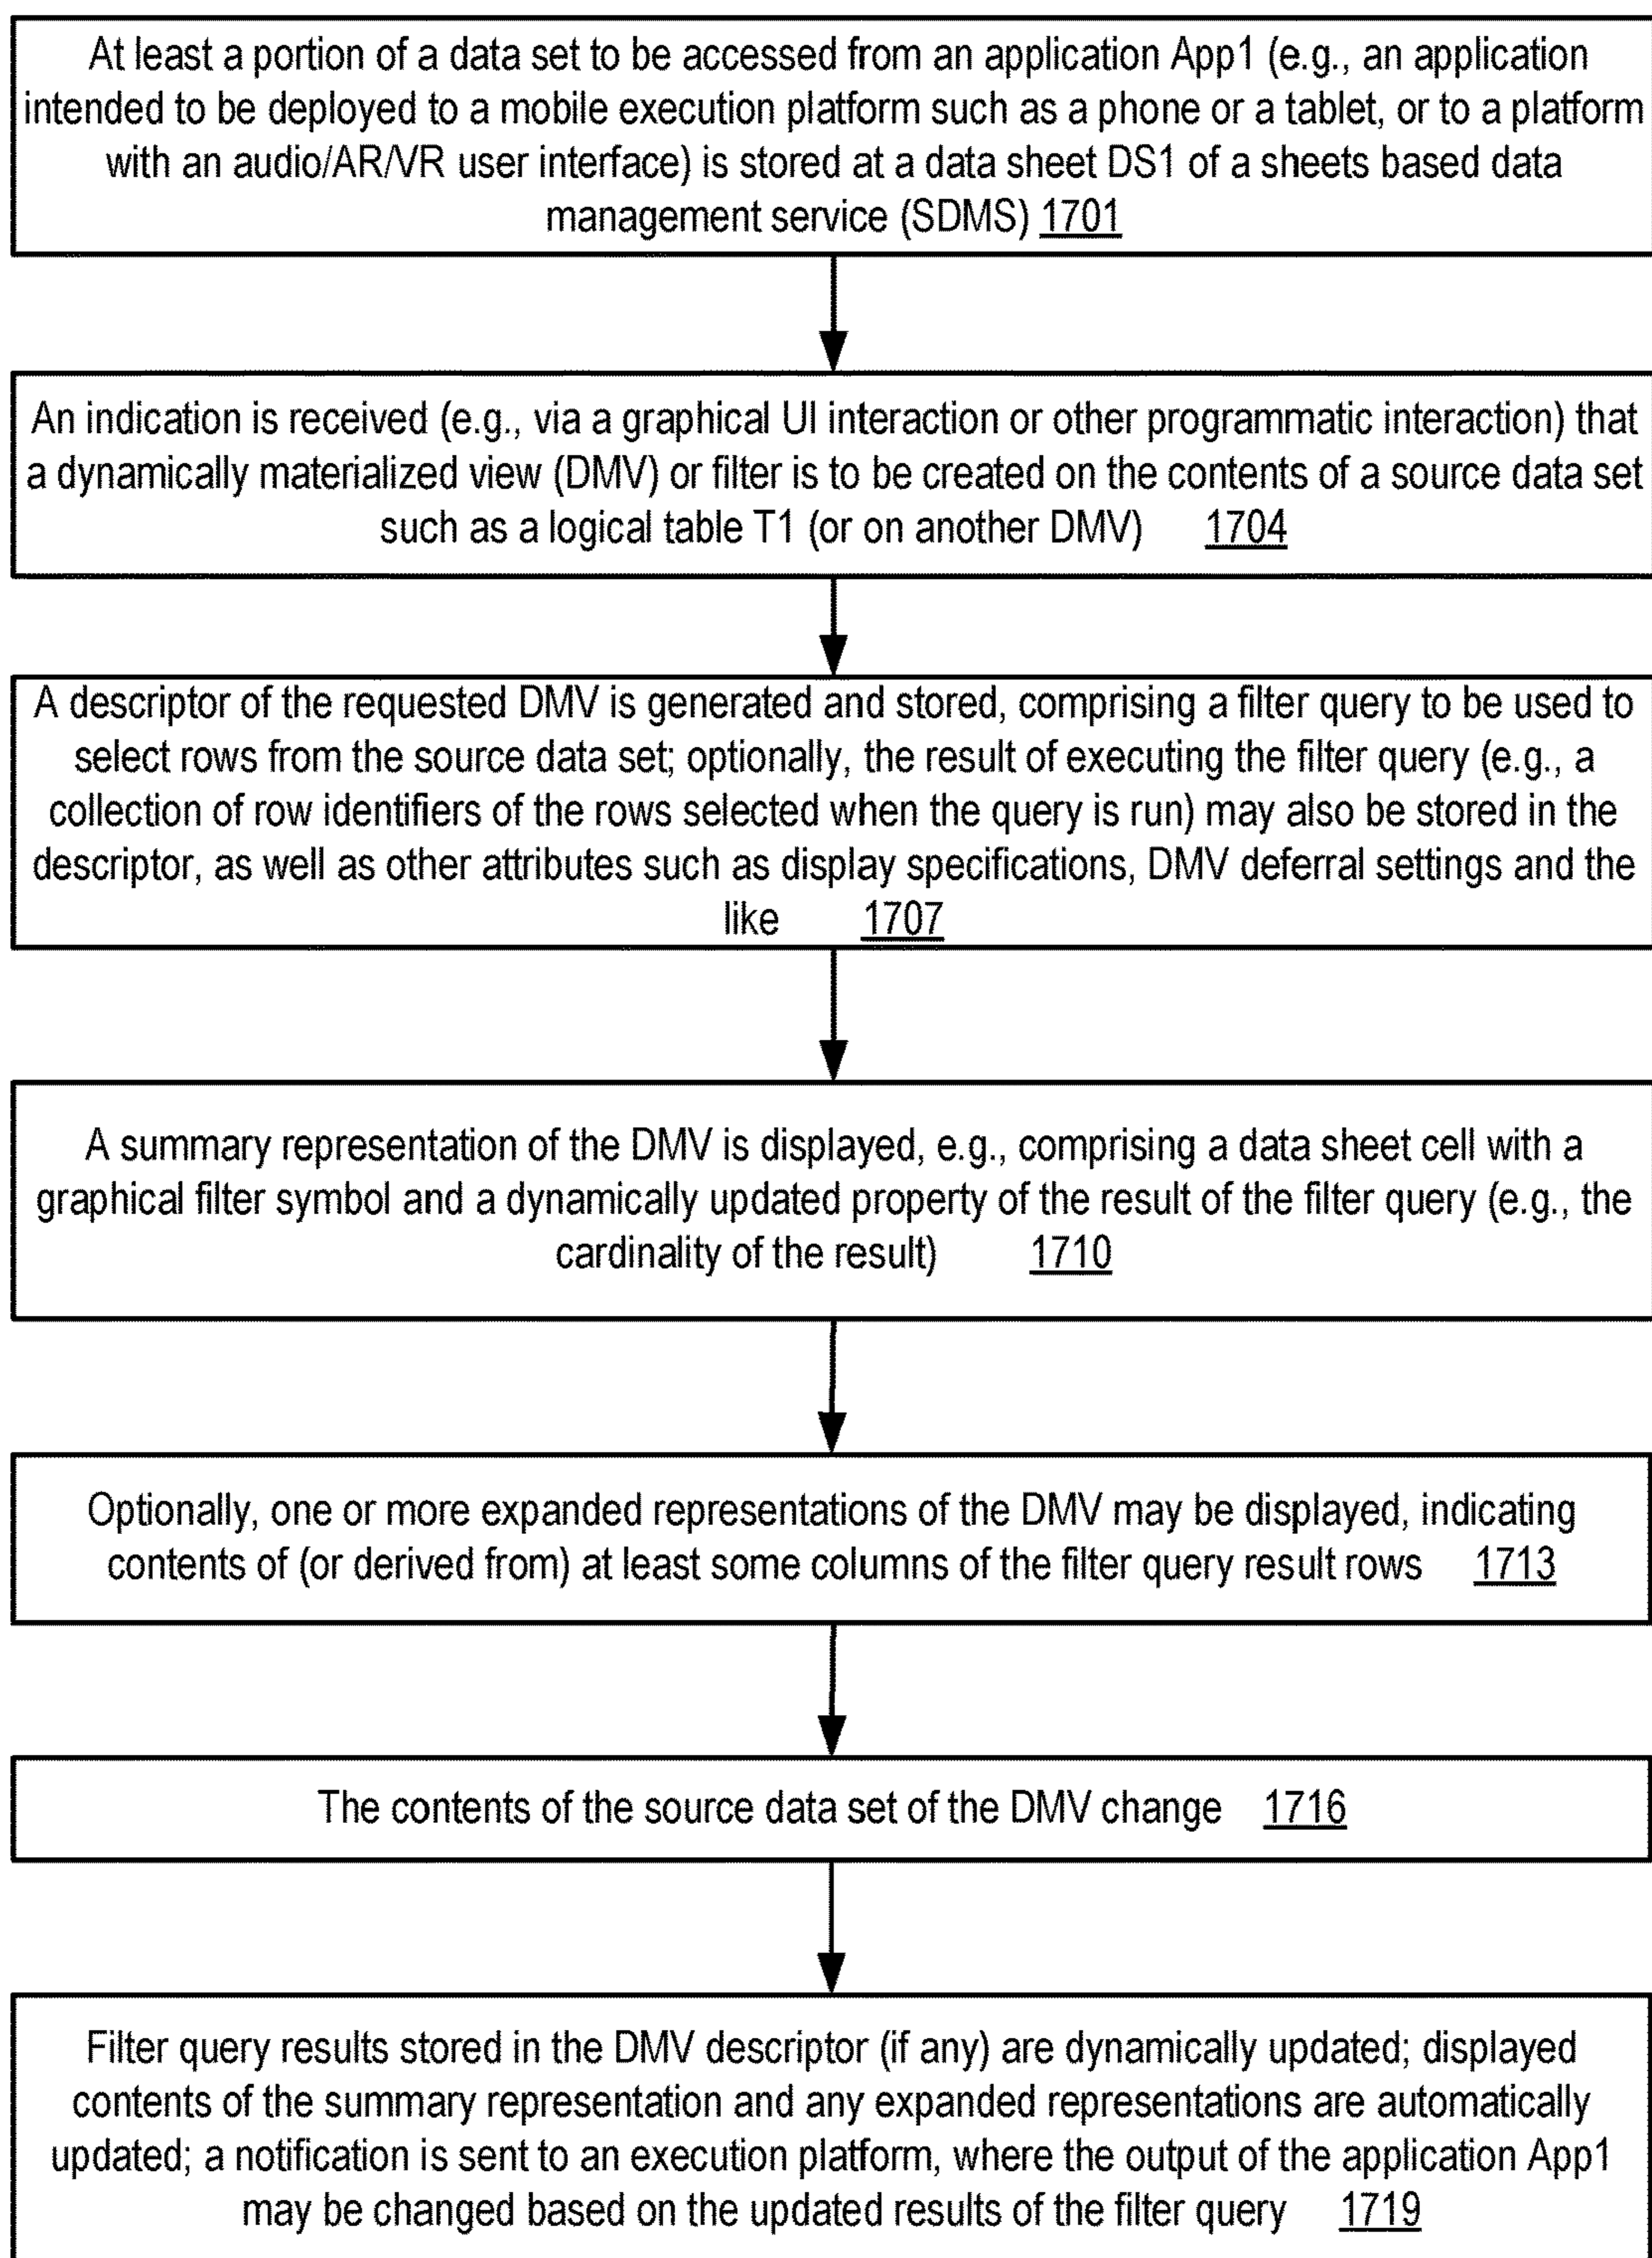 At least a portion of a data set to be accessed from an application App1 (e.g., an application
intended to be deployed to a mobile execution platform such as a phone or a tablet, or to a platform
with an audio/AR/VR user interface) is stored at a data sheet DS1 of a sheets based data
management service (SDMS) 1701
An indication is received (e.g., via a graphical UI interaction or other programmatic interaction) that
a dynamically materialized view (DMV) or filter is to be created on the contents of a source data set
such as a logical table T1 (or on another DMV) 1704
A descriptor of the requested DMV is generated and stored, comprising a filter query to be used to
select rows from the source data set; optionally, the result of executing the filter query (e.g., a
collection of row identifiers of the rows selected when the query is run) may also be stored in the
descriptor, as well as other attributes such as display specifications, DMV deferral settings and the
like 1707
A summary representation of the DMV is displayed, e.g., comprising a data sheet cell with a
graphical filter symbol and a dynamically updated property of the result of the filter query (e.g., the
cardinality of the result) 1710
Optionally, one or more expanded representations of the DMV may be displayed, indicating
contents of (or derived from) at least some columns of the filter query result rows 1713
The contents of the source data set of the DMV change 1716
Filter query results stored in the DMV descriptor (if any) are dynamically updated; displayed
contents of the summary representation and any expanded representations are automatically
updated; a notification is sent to an execution platform, where the output of the application App1
may be changed based on the updated results of the filter query 1719